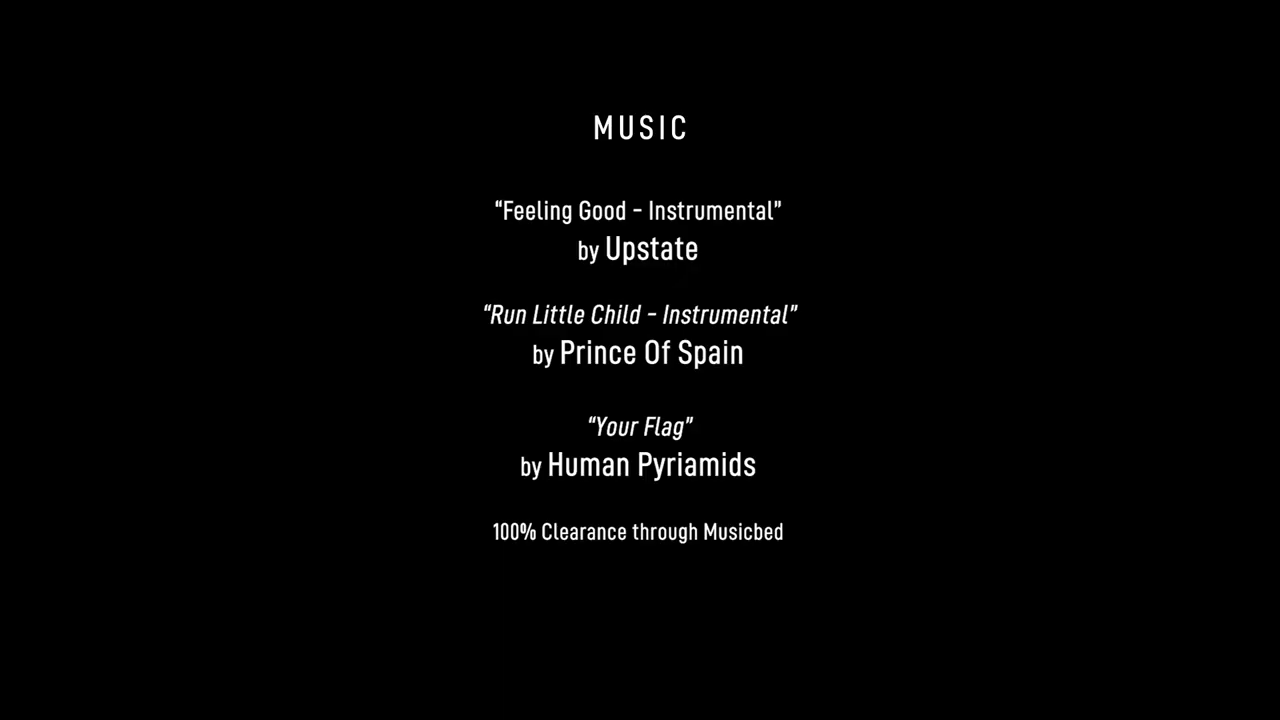 MUSIC
“Feeling Good - Instrumental”
by Upstate
“Run Little Child - Instrumental”
by Prince Of Spain
“Your Flag”
by Human Pyriamids
100% Clearance through Musicbed